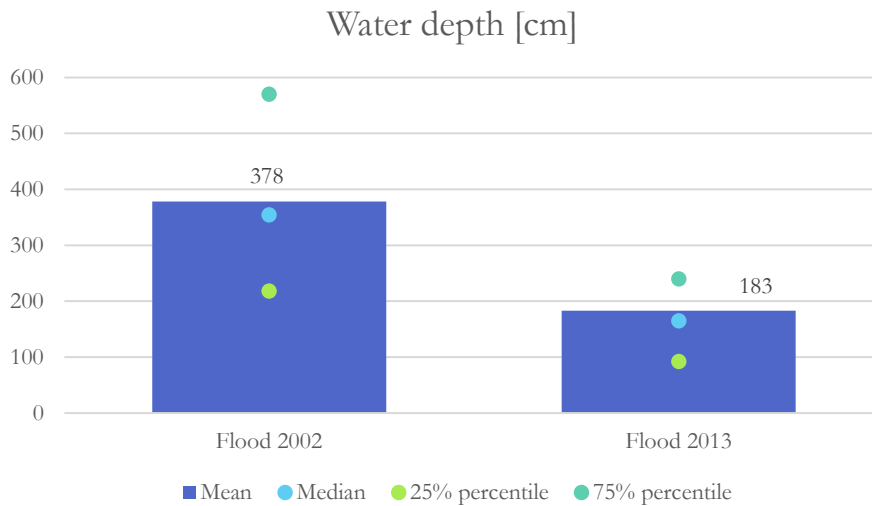 Water depth [cm]
600
500
400
300
200
100
0
378
183
Flood 2002
Flood 2013
Mean
Median
25% percentile
75% percentile